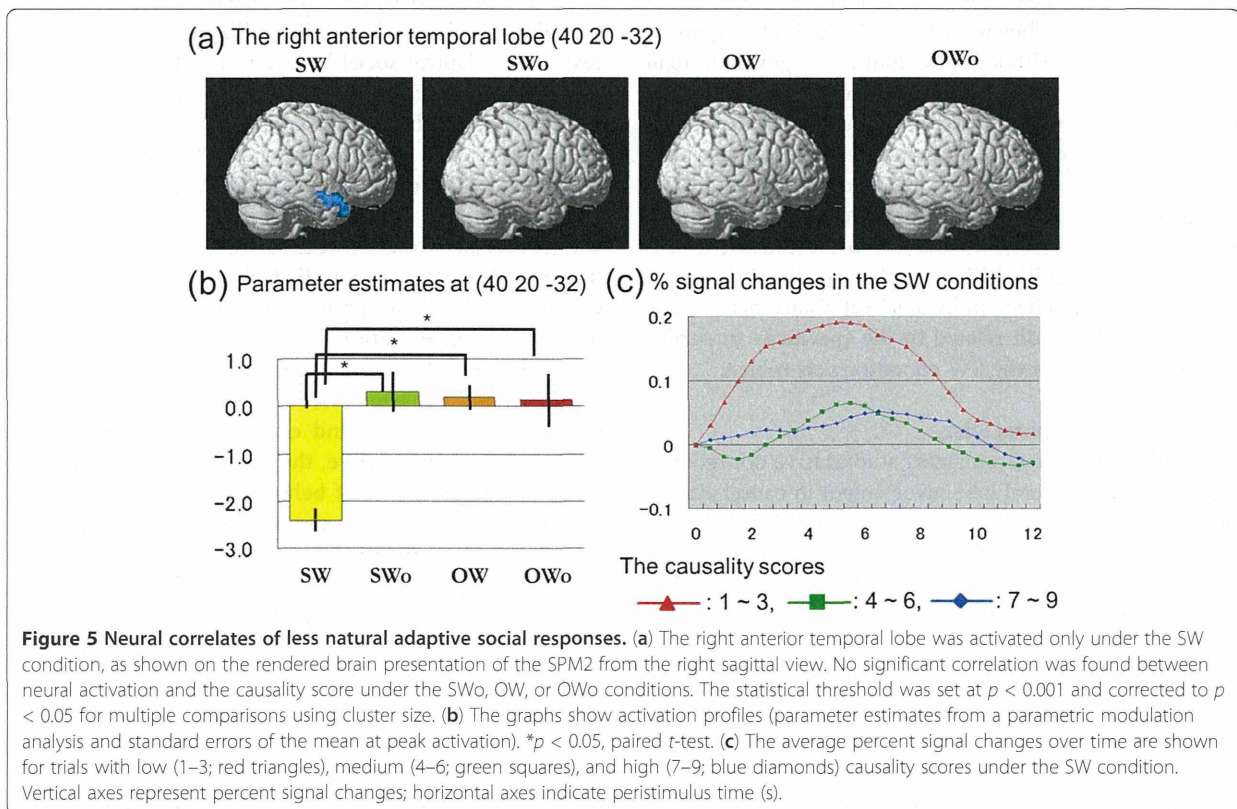 (a) The right anterior temporal lobe (40 20 -32)
SW SWo OW OWo
(b) Parameter estimates at (40 20 -32)
*
*
*
1.0
0.0
-1.0
-2.0
-3.0
SW SWo OW OWo
(c) % signal changes in the SW conditions
0.2
0.1
0
-0.1
0 2 4 6 8 10 12
The causality scores
: 1 ~ 3, : 4 ~ 6, : 7 ~ 9
Figure 5 Neural correlates of less natural adaptive social responses. (a) The right anterior temporal lobe was activated only under the SW
condition, as shown on the rendered brain presentation of the SPM2 from the right sagittal view. No significant correlation was found between
neural activation and the causality score under the SWo, OW, or OWo conditions. The statistical threshold was set at p < 0.001 and corrected to p
< 0.05 for multiple comparisons using cluster size. (b) The graphs show activation profiles (parameter estimates from a parametric modulation
analysis and standard errors of the mean at peak activation). *p < 0.05, paired t-test. (c) The average percent signal changes over time are shown
for trials with low (1–3; red triangles), medium (4–6; green squares), and high (7–9; blue diamonds) causality scores under the SW condition.
Vertical axes represent percent signal changes; horizontal axes indicate peristimulus time (s).